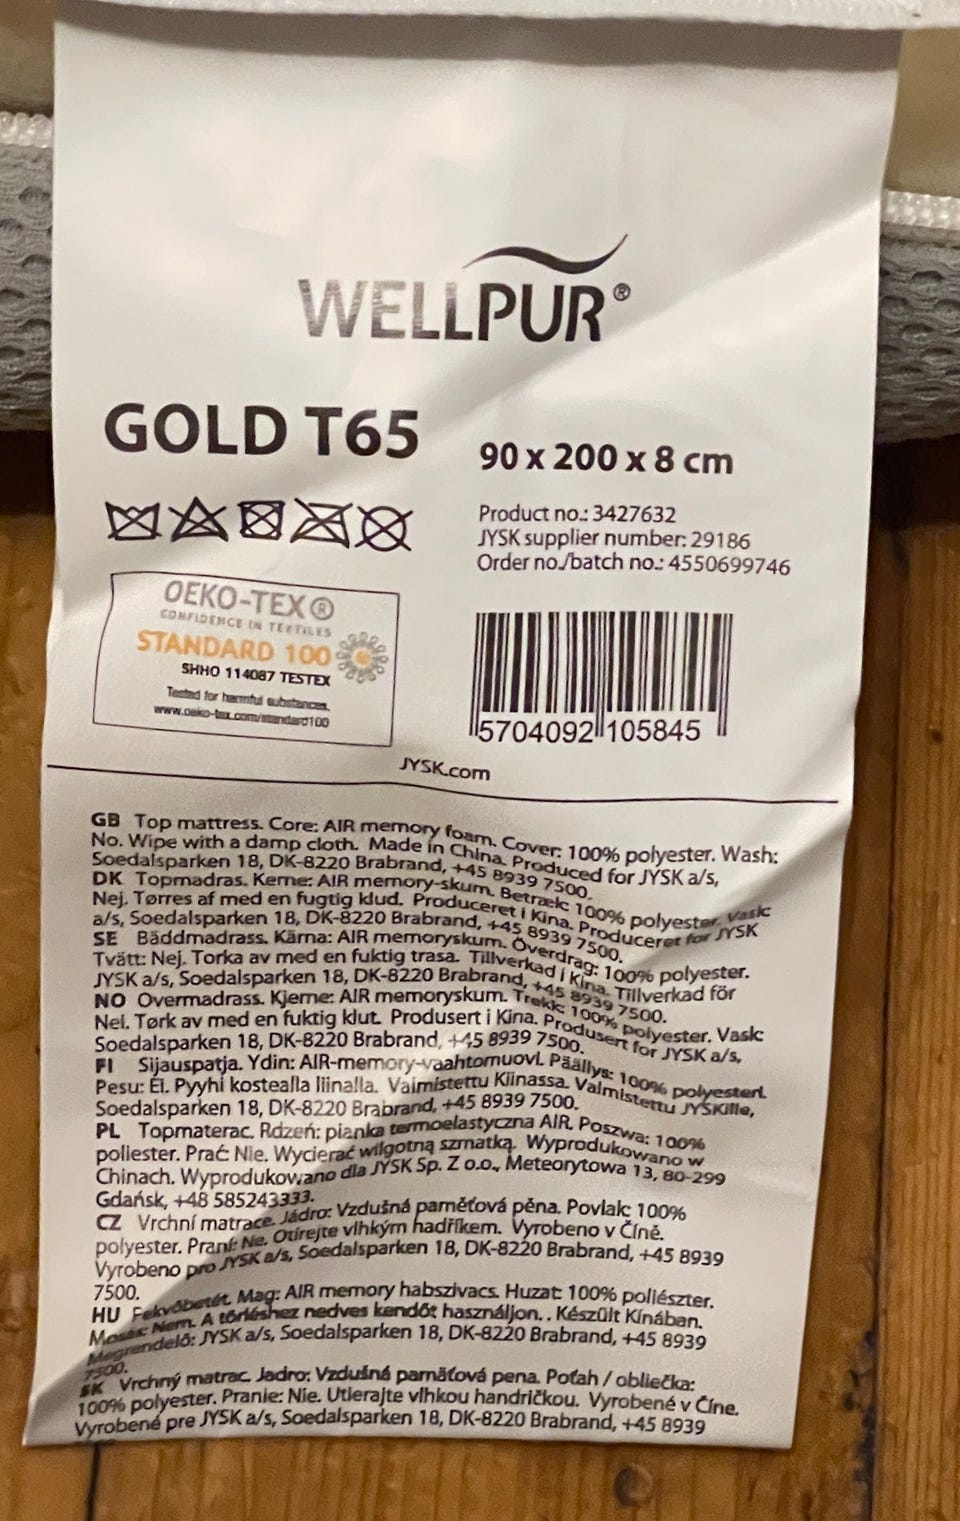 WELLPUR®
GOLD T65
90 x 200 x 8 cm
Product no.: 3427632
JYSK supplier number: 29186
Order no./batch no.: 4550699746
OEKO-TEX®
CONFIDENCE IN TEXTILES
STANDARD 100
SHHO 114087 TESTEX
Tested for harmful substances.
www.oeko-tex.com/standard100
5704092 105845
JYSK.com
GB Top mattress. Core: AIR memory foam. Cover: 100% polyester. Wash:
No. Wipe with a damp cloth. Made in China. Produced for JYSK a/s,
Soedalsparken 18, DK-8220 Brabrand, +45 8939 7500.
DK Topmadras. Kerne: AIR memory-skum. Betræk: 100% polyester. Vask:
Nej. Tørres af med en fugtig klud. Produceret i Kina. Produceret for JYSK
a/s, Soedalsparken 18, DK-8220 Brabrand, +45 8939 7500.
SE Bäddmadrass. Kärna: AIR memoryskum. Överdrag: 100% polyester.
Tvätt: Nej. Torka av med en fuktig trasa. Tillverkad i Kina. Tillverkad för
JYSK a/s, Soedalsparken 18, DK-8220 Brabrand, +45 8939 7500.
NO Overmadrass. Kjerne: AIR memoryskum. Trekk: 100% polyester. Vask:
Nei. Tørk av med en fuktig klut. Produsert i Kina. Produsert for JYSK a/s,
Soedalsparken 18, DK-8220 Brabrand, +45 8939 7500.
FI Sijauspatja. Ydin: AIR-memory-vaahtomuovi. Päällys: 100% polyesteri.
Pesu: Ei. Pyyhi kostealla liinalla. Valmistettu Kiinassa. Valmistettu JYSKille,
Soedalsparken 18, DK-8220 Brabrand, +45 8939 7500.
PL Topmaterac. Rdzeń: pianka termoelastyczna AIR. Poszwa: 100%
poliester. Prać: Nie. Wycierać wilgotną szmatką. Wyprodukowano w
Chinach. Wyprodukowano dla JYSK Sp. Z o.o., Meteorytowa 13, 80-299
Gdańsk, +48 585243333.
CZ Vrchní matrace. Jádro: Vzdušná paměťová pěna. Povlak: 100%
polyester. Praní: Ne. Otírejte vlhkým hadříkem. Vyrobeno v Číně.
Vyrobeno pro JYSK a/s, Soedalsparken 18, DK-8220 Brabrand, +45 8939
7500.
HU Fekvőbetét. Mag: AIR memory habszivacs. Huzat: 100% poliészter.
Mosás: Nem. A törléshez nedves kendőt használjon. . Készült Kínában.
Megrendelő: JYSK a/s, Soedalsparken 18, DK-8220 Brabrand, +45 8939
7500.
SK Vrchný matrac. Jadro: Vzdušná pamäťová pena. Poťah / obliečka:
100% polyester. Pranie: Nie. Utierajte vlhkou handričkou. Vyrobené v Číne.
Vyrobené pre JYSK a/s, Soedalsparken 18, DK-8220 Brabrand, +45 8939